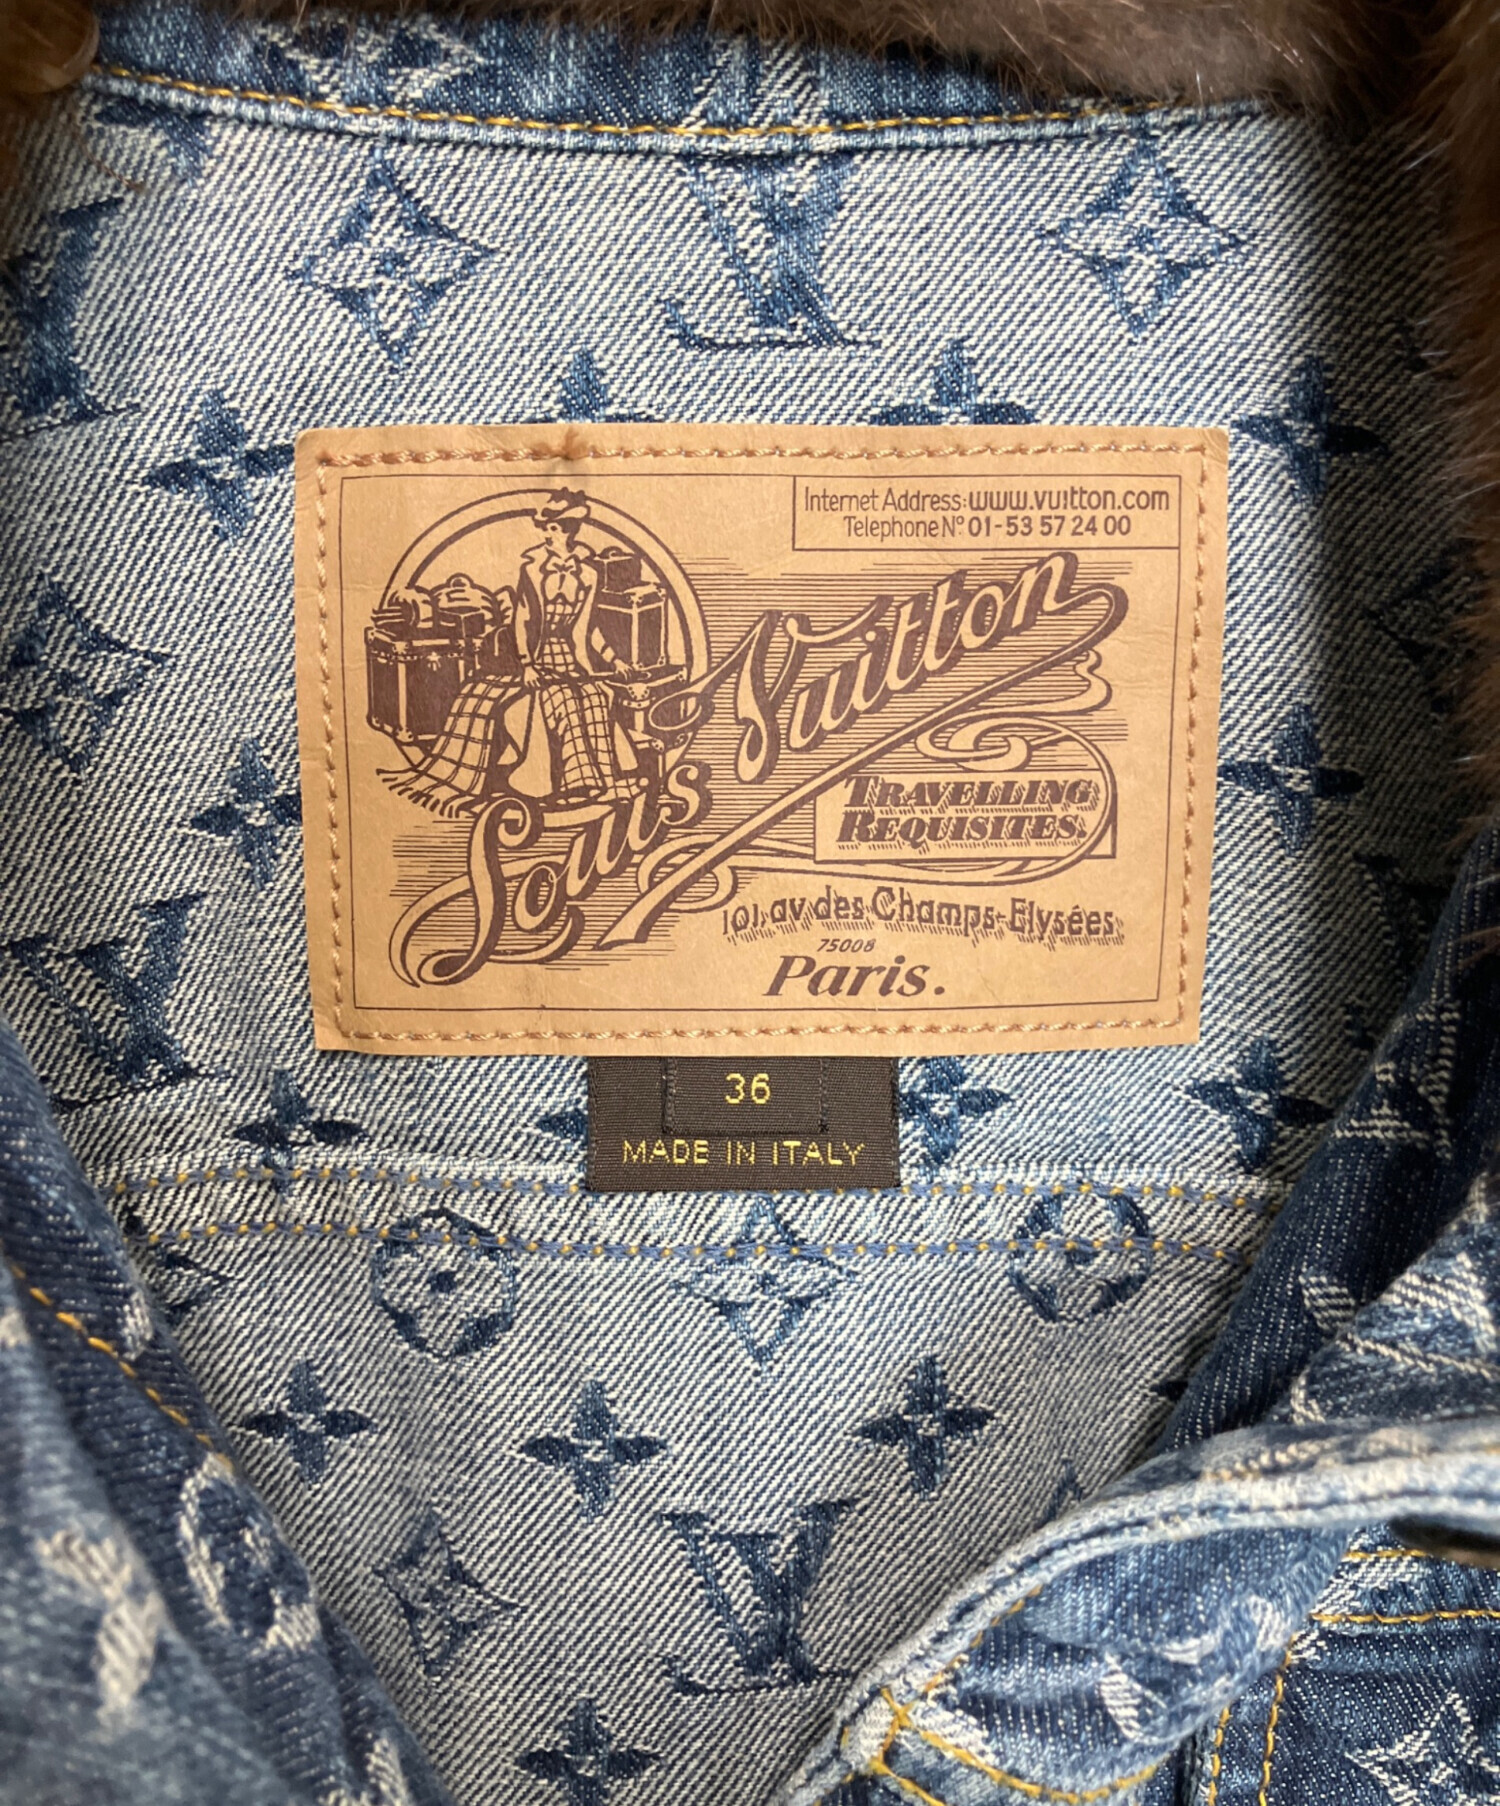 Internet Address: www.vuitton.com
Telephone Nº 01-53 57 24 00
Louis Vuitton
TRAVELLING
REQUISITES.
101, av des Champs-Elysées.
75008
Paris.
36
MADE IN ITALY